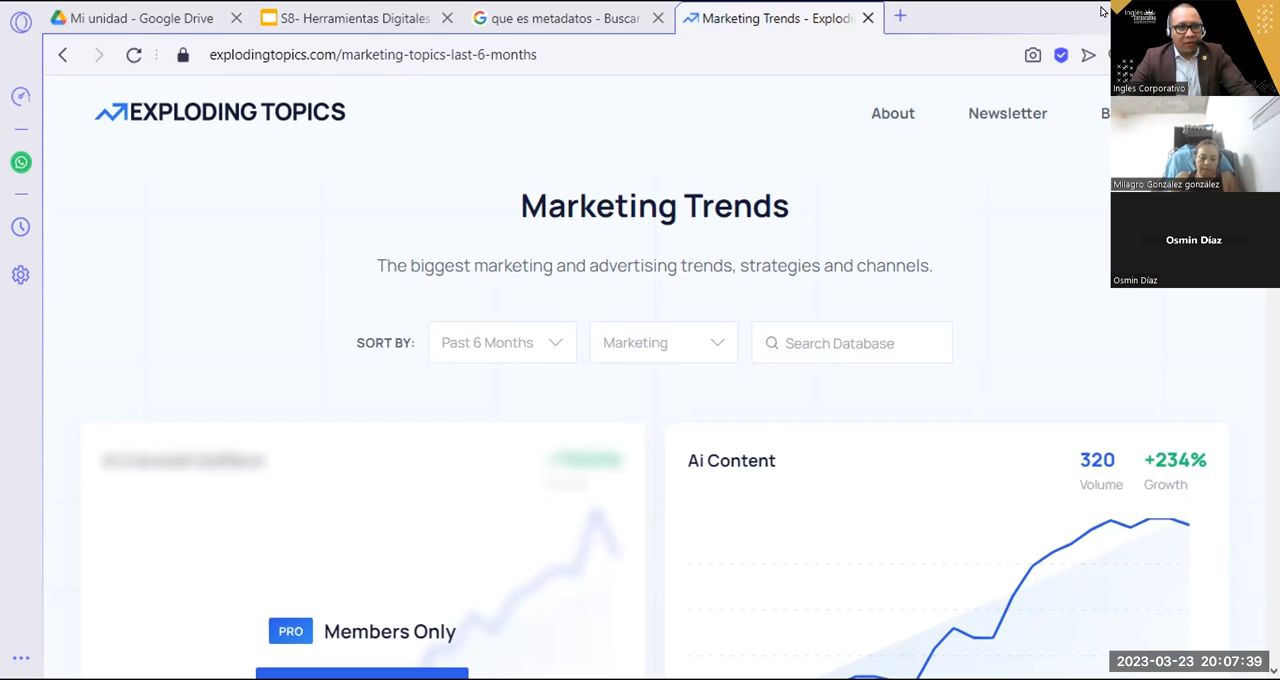 Mi unidad - Google Drive
S8- Herramientas Digitales
que es metadatos - Buscar
Marketing Trends - Explodi
explodingtopics.com/marketing-topics-last-6-months
EXPLODING TOPICS
About
Newsletter
B
Marketing Trends
The biggest marketing and advertising trends, strategies and channels.
SORT BY:
Past 6 Months
Marketing
Search Database
PRO
Members Only
Ai Content
320
Volume
+234%
Growth
Ingles Corporativo
Milagro González gonzález
Osmin Díaz
Osmin Díaz
2023-03-23 20:07:39